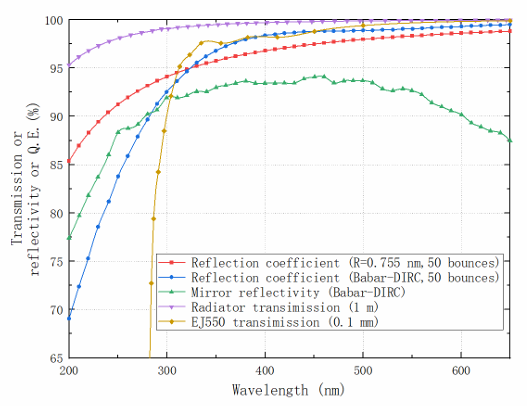 100
95
90
85
80
75
70
65
200
300
400
500
600
Transmission or
reflectivity or Q.E.(%)
Wavelength (nm)
Reflection coefficient (R=0.755 nm,50 bounces)
Reflection coefficient (Babar-DIRC,50 bounces)
Mirror reflectivity (Babar-DIRC)
Radiator transimission (1 m)
EJ550 transimission (0.1 mm)